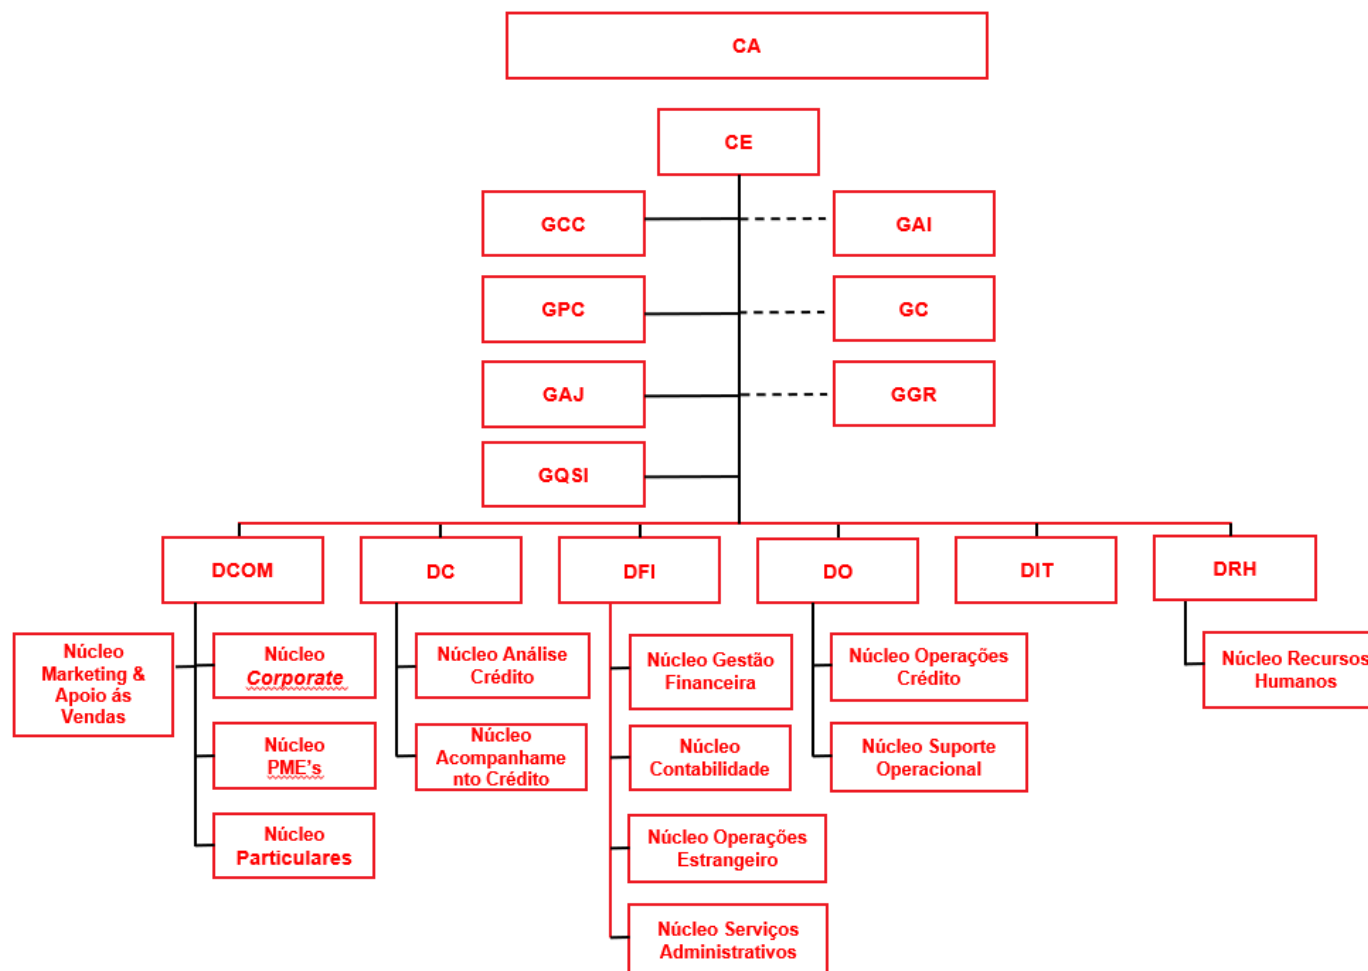 CA
CE
GCC
GAI
GPC
GC
GAJ
GGR
GQSI
DCOM
DC
DFI
DO
DIT
DRH
Núcleo
Marketing &
Apoio ás
Vendas
Núcleo
Corporate
Núcleo
PME's
Núcleo
Particulares
Núcleo Análise
Crédito
Núcleo
Acompanhame
nto Crédito
Núcleo Gestão
Financeira
Núcleo
Contabilidade
Núcleo Operações
Estrangeiro
Núcleo Serviços
Administrativos
Núcleo Operações
Crédito
Núcleo Suporte
Operacional
Núcleo Recursos
Humanos